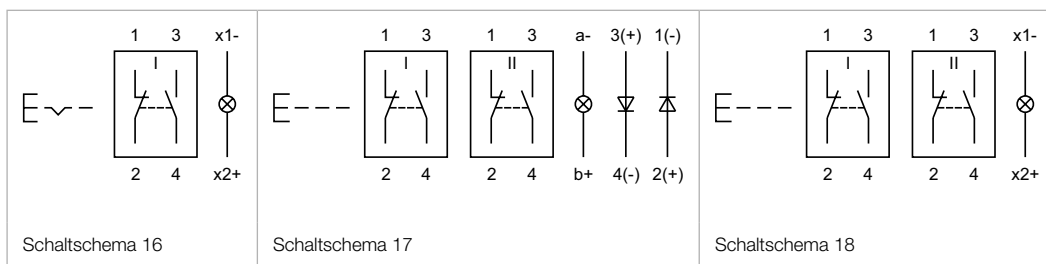 1 3 x1-
I
2 4 x2+
Schaltschema 16
1 3 1 3 a- 3(+) 1(-)
I II
2 4 2 4 b+ 4(-) 2(+)
Schaltschema 17
1 3 1 3 x1-
I II
2 4 2 4 x2+
Schaltschema 18